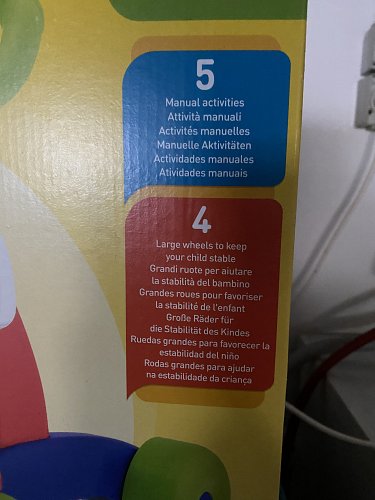 5
Manual activities
Attività manuali
Activités manuelles
Manuelle Aktivitäten
Actividades manuales
Atividades manuais
4
Large wheels to keep
your child stable
Grandi ruote per aiutare
la stabilità del bambino
Grandes roues pour favoriser
la stabilité de l'enfant
Große Räder für
die Stabilität des Kindes
Ruedas grandes para favorecer la
estabilidad del niño
Rodas grandes para ajudar
na estabilidade da criança